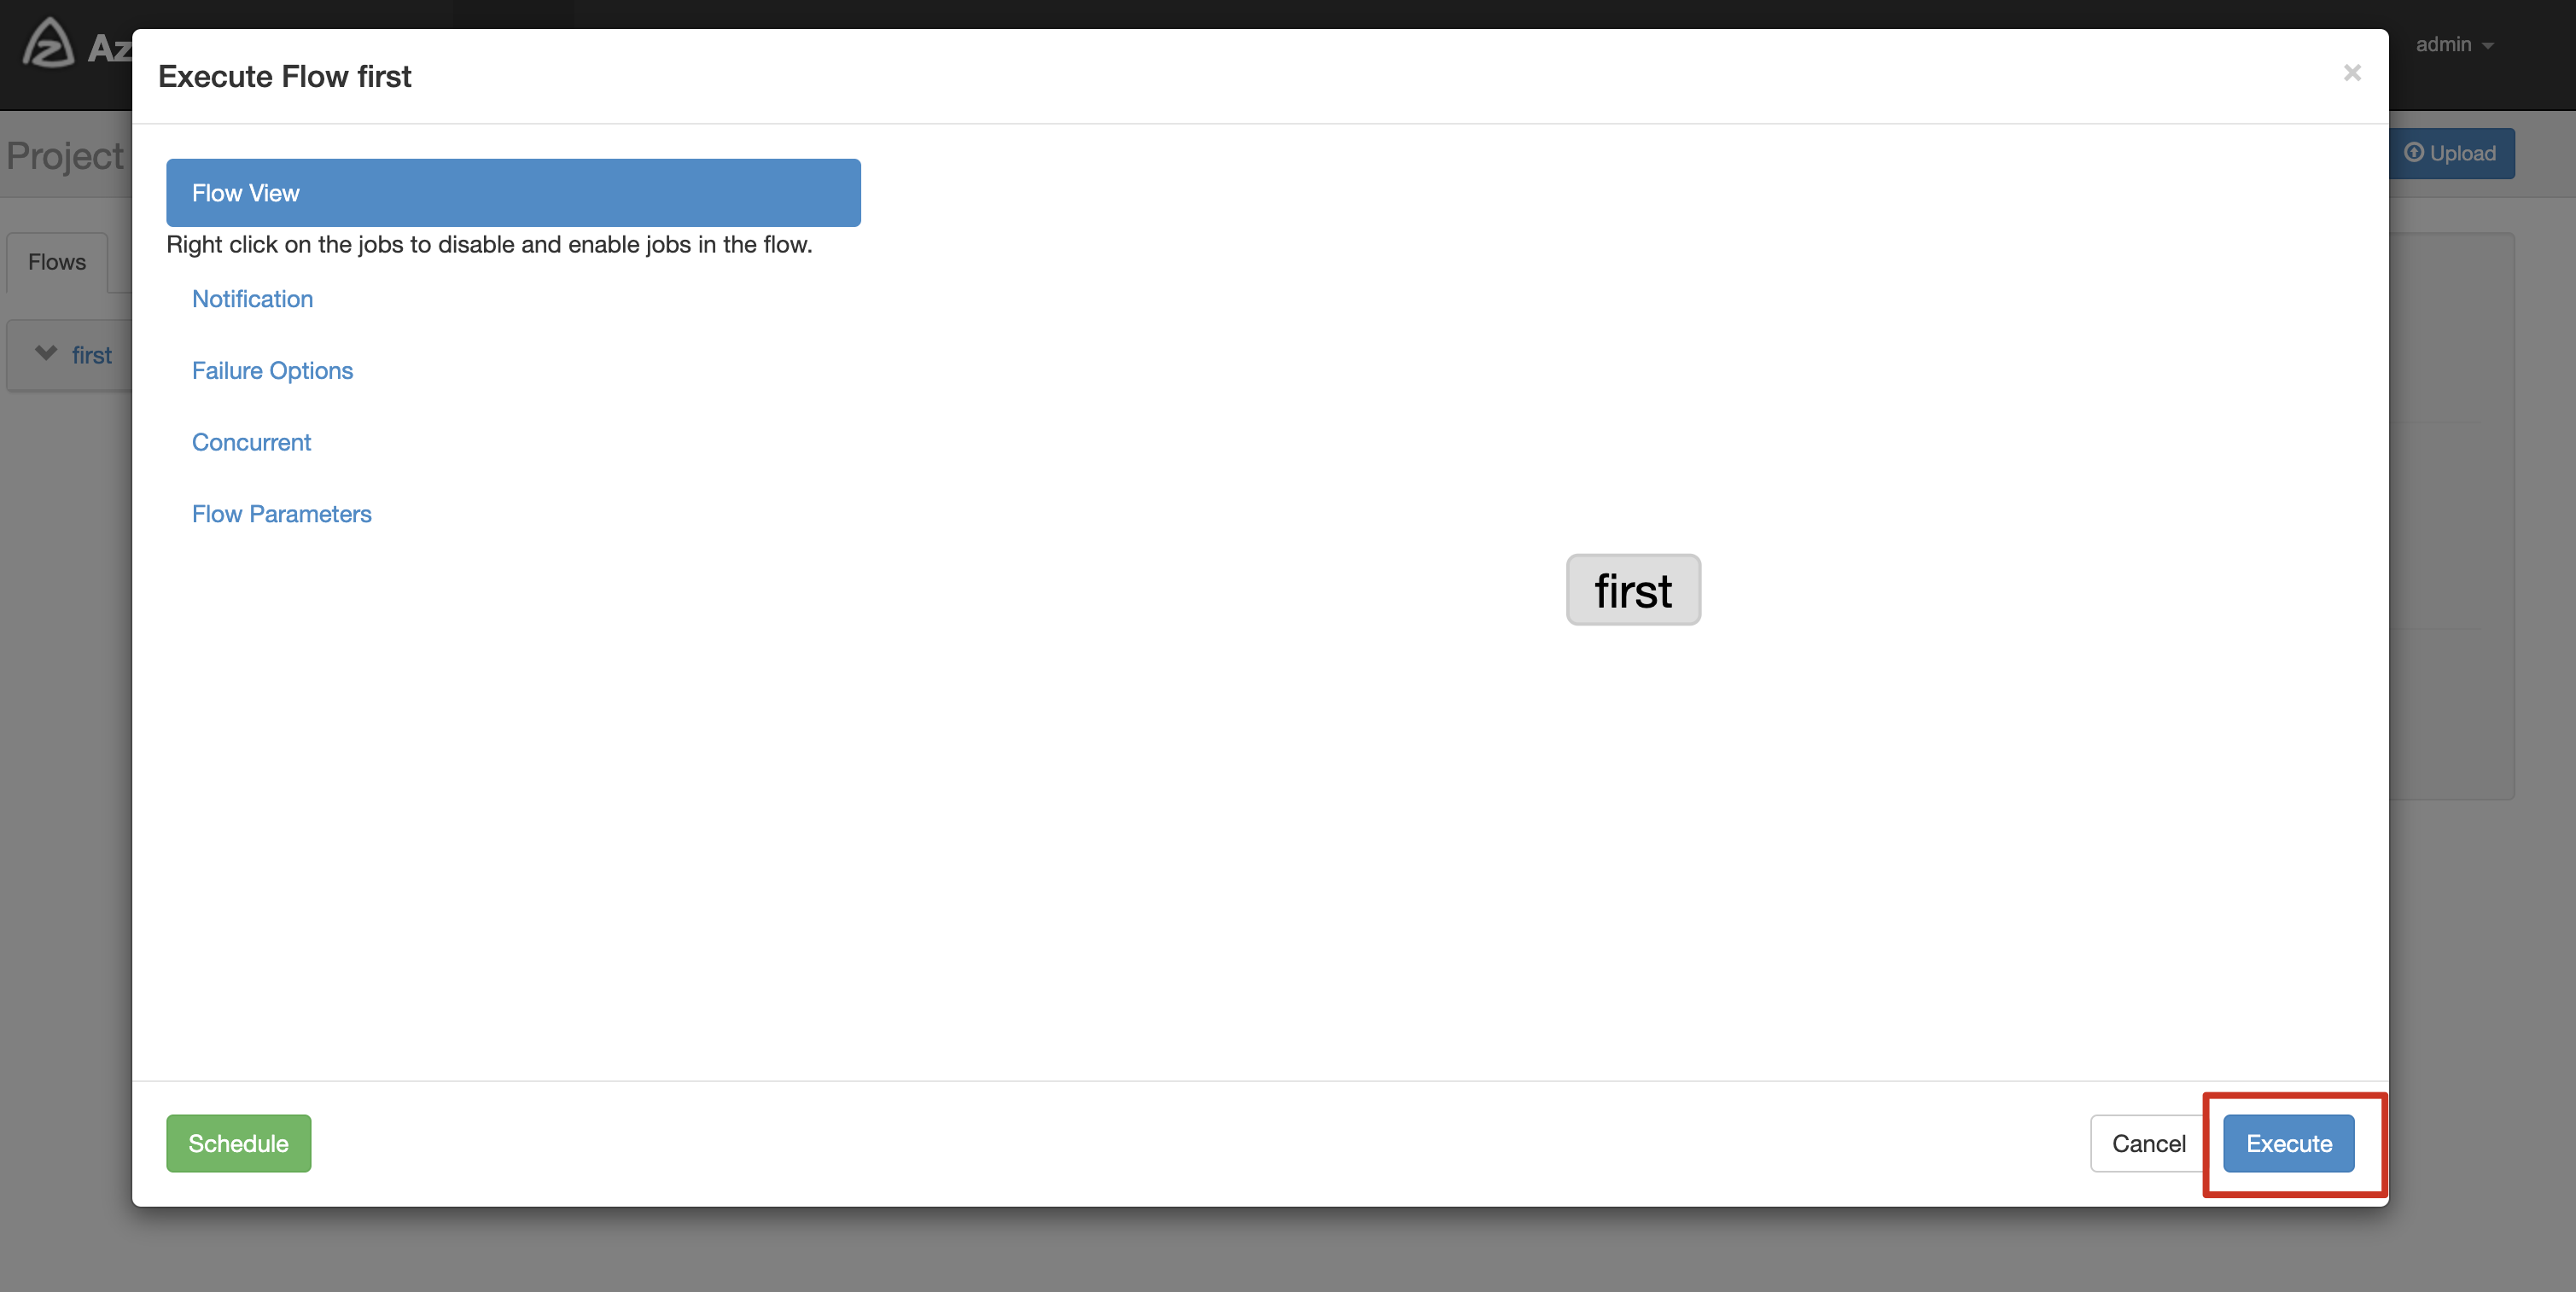 Az
admin
Execute Flow first
×
Project
Upload
Flow View
Right click on the jobs to disable and enable jobs in the flow.
Flows
Notification
first
Failure Options
Concurrent
Flow Parameters
first
Schedule
Cancel
Execute